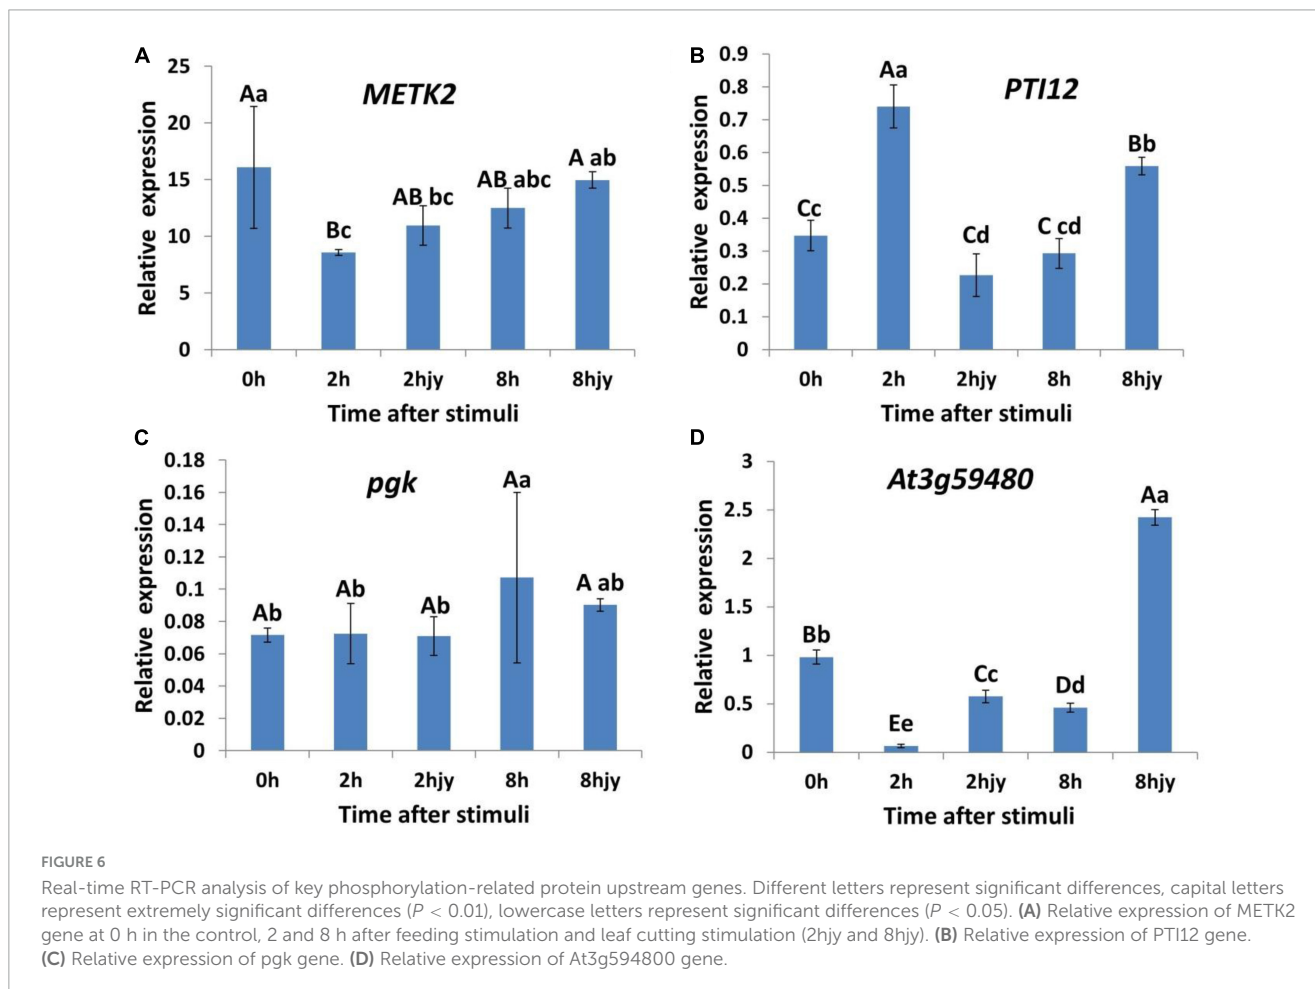 A
METK2
Relative expression
25
20
15
10
5
0
Aa
Bc
AB bc
AB abc
A ab
0h 2h 2hjy 8h 8hjy
Time after stimuli
B
PTI12
Relative expression
0.9
0.8
0.7
0.6
0.5
0.4
0.3
0.2
0.1
0
Cc
Aa
Cd
C cd
Bb
0h 2h 2hjy 8h 8hjy
Time after stimuli
C
pgk
Relative expression
0.18
0.16
0.14
0.12
0.1
0.08
0.06
0.04
0.02
0
Ab
Ab
Ab
Aa
A ab
0h 2h 2hjy 8h 8hjy
Time after stimuli
D
At3g59480
Relative expression
3
2.5
2
1.5
1
0.5
0
Bb
Ee
Cc
Dd
Aa
0h 2h 2hjy 8h 8hjy
Time after stimuli
FIGURE 6
Real-time RT-PCR analysis of key phosphorylation-related protein upstream genes. Different letters represent significant differences, capital letters
represent extremely significant differences (P < 0.01), lowercase letters represent significant differences (P < 0.05). (A) Relative expression of METK2
gene at 0 h in the control, 2 and 8 h after feeding stimulation and leaf cutting stimulation (2hjy and 8hjy). (B) Relative expression of PTI12 gene.
(C) Relative expression of pgk gene. (D) Relative expression of At3g594800 gene.